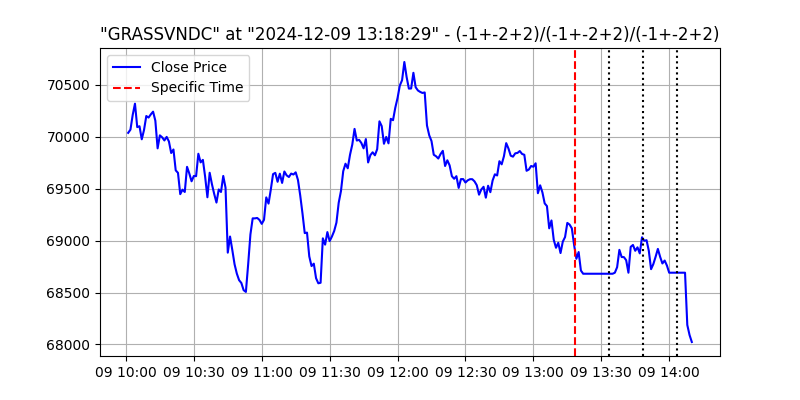 "GRASSVNDC" at "2024-12-09 13:18:29" - (-1+-2+2)/(-1+-2+2)/(-1+-2+2)
Close Price
Specific Time
70500
70000
69500
69000
68500
68000
09 10:00 09 10:30 09 11:00 09 11:30 09 12:00 09 12:30 09 13:00 09 13:30 09 14:00